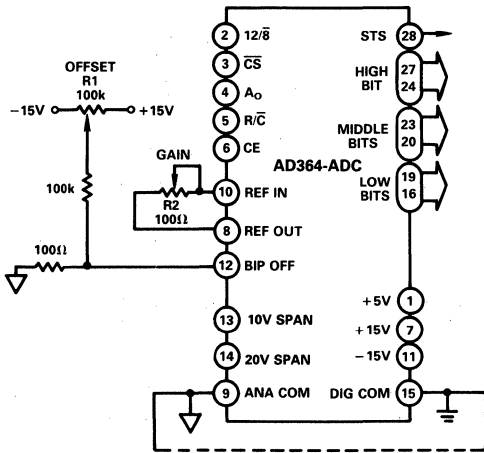 2 12/8̅
STS 28
3 C̅S̅
OFFSET
R1
100k
HIGH
BIT
27
24
4 A₀
−15V
+15V
5 R/C̅
MIDDLE
BITS
23
20
6 CE
GAIN
AD364-ADC
100k
10 REF IN
LOW
BITS
19
16
R2
100Ω
8 REF OUT
100Ω
12 BIP OFF
+5V 1
13 10V SPAN
+15V 7
14 20V SPAN
−15V 11
9 ANA COM
DIG COM 15